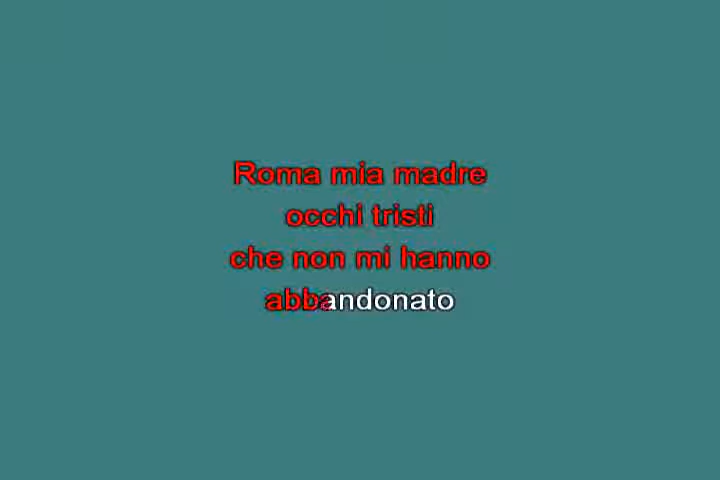 Roma mia madre
occhi tristi
che non mi hanno
abbandonato